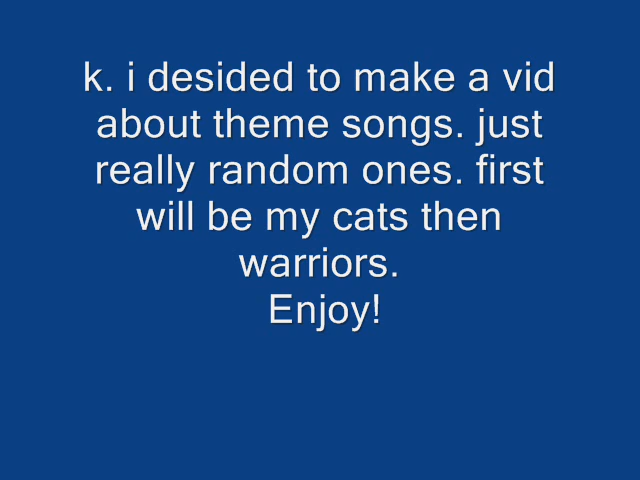 k. i desided to make a vid
about theme songs. just
really random ones. first
will be my cats then
warriors.
Enjoy!